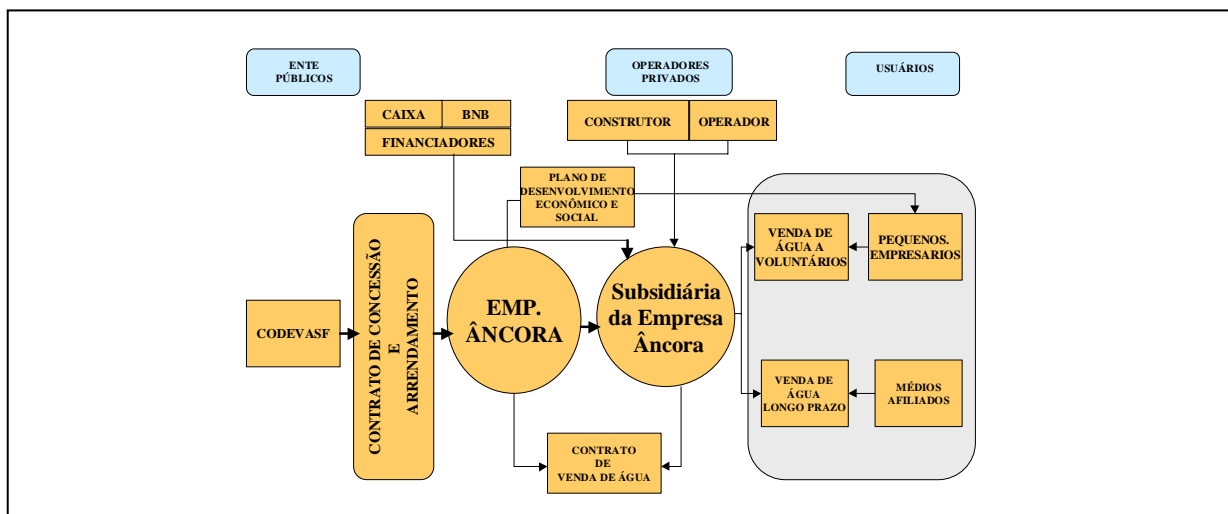 ENTE
PÚBLICOS
OPERADORES
PRIVADOS
USUÁRIOS
CAIXA
BNB
FINANCIADORES
CONSTRUTOR
OPERADOR
PLANO DE
DESENVOLVIMENTO
ECONÔMICO E
SOCIAL
VENDA DE
ÁGUA A
VOLUNTÁRIOS
PEQUENOS.
EMPRESARIOS
CODEVASF
CONTRATO DE CONCESSÃO
E
ARRENDAMENTO
EMP.
ÂNCORA
Subsidiária
da Empresa
Âncora
VENDA DE
ÁGUA
LONGO PRAZO
MÉDIOS
AFILIADOS
CONTRATO
DE
VENDA DE ÁGUA